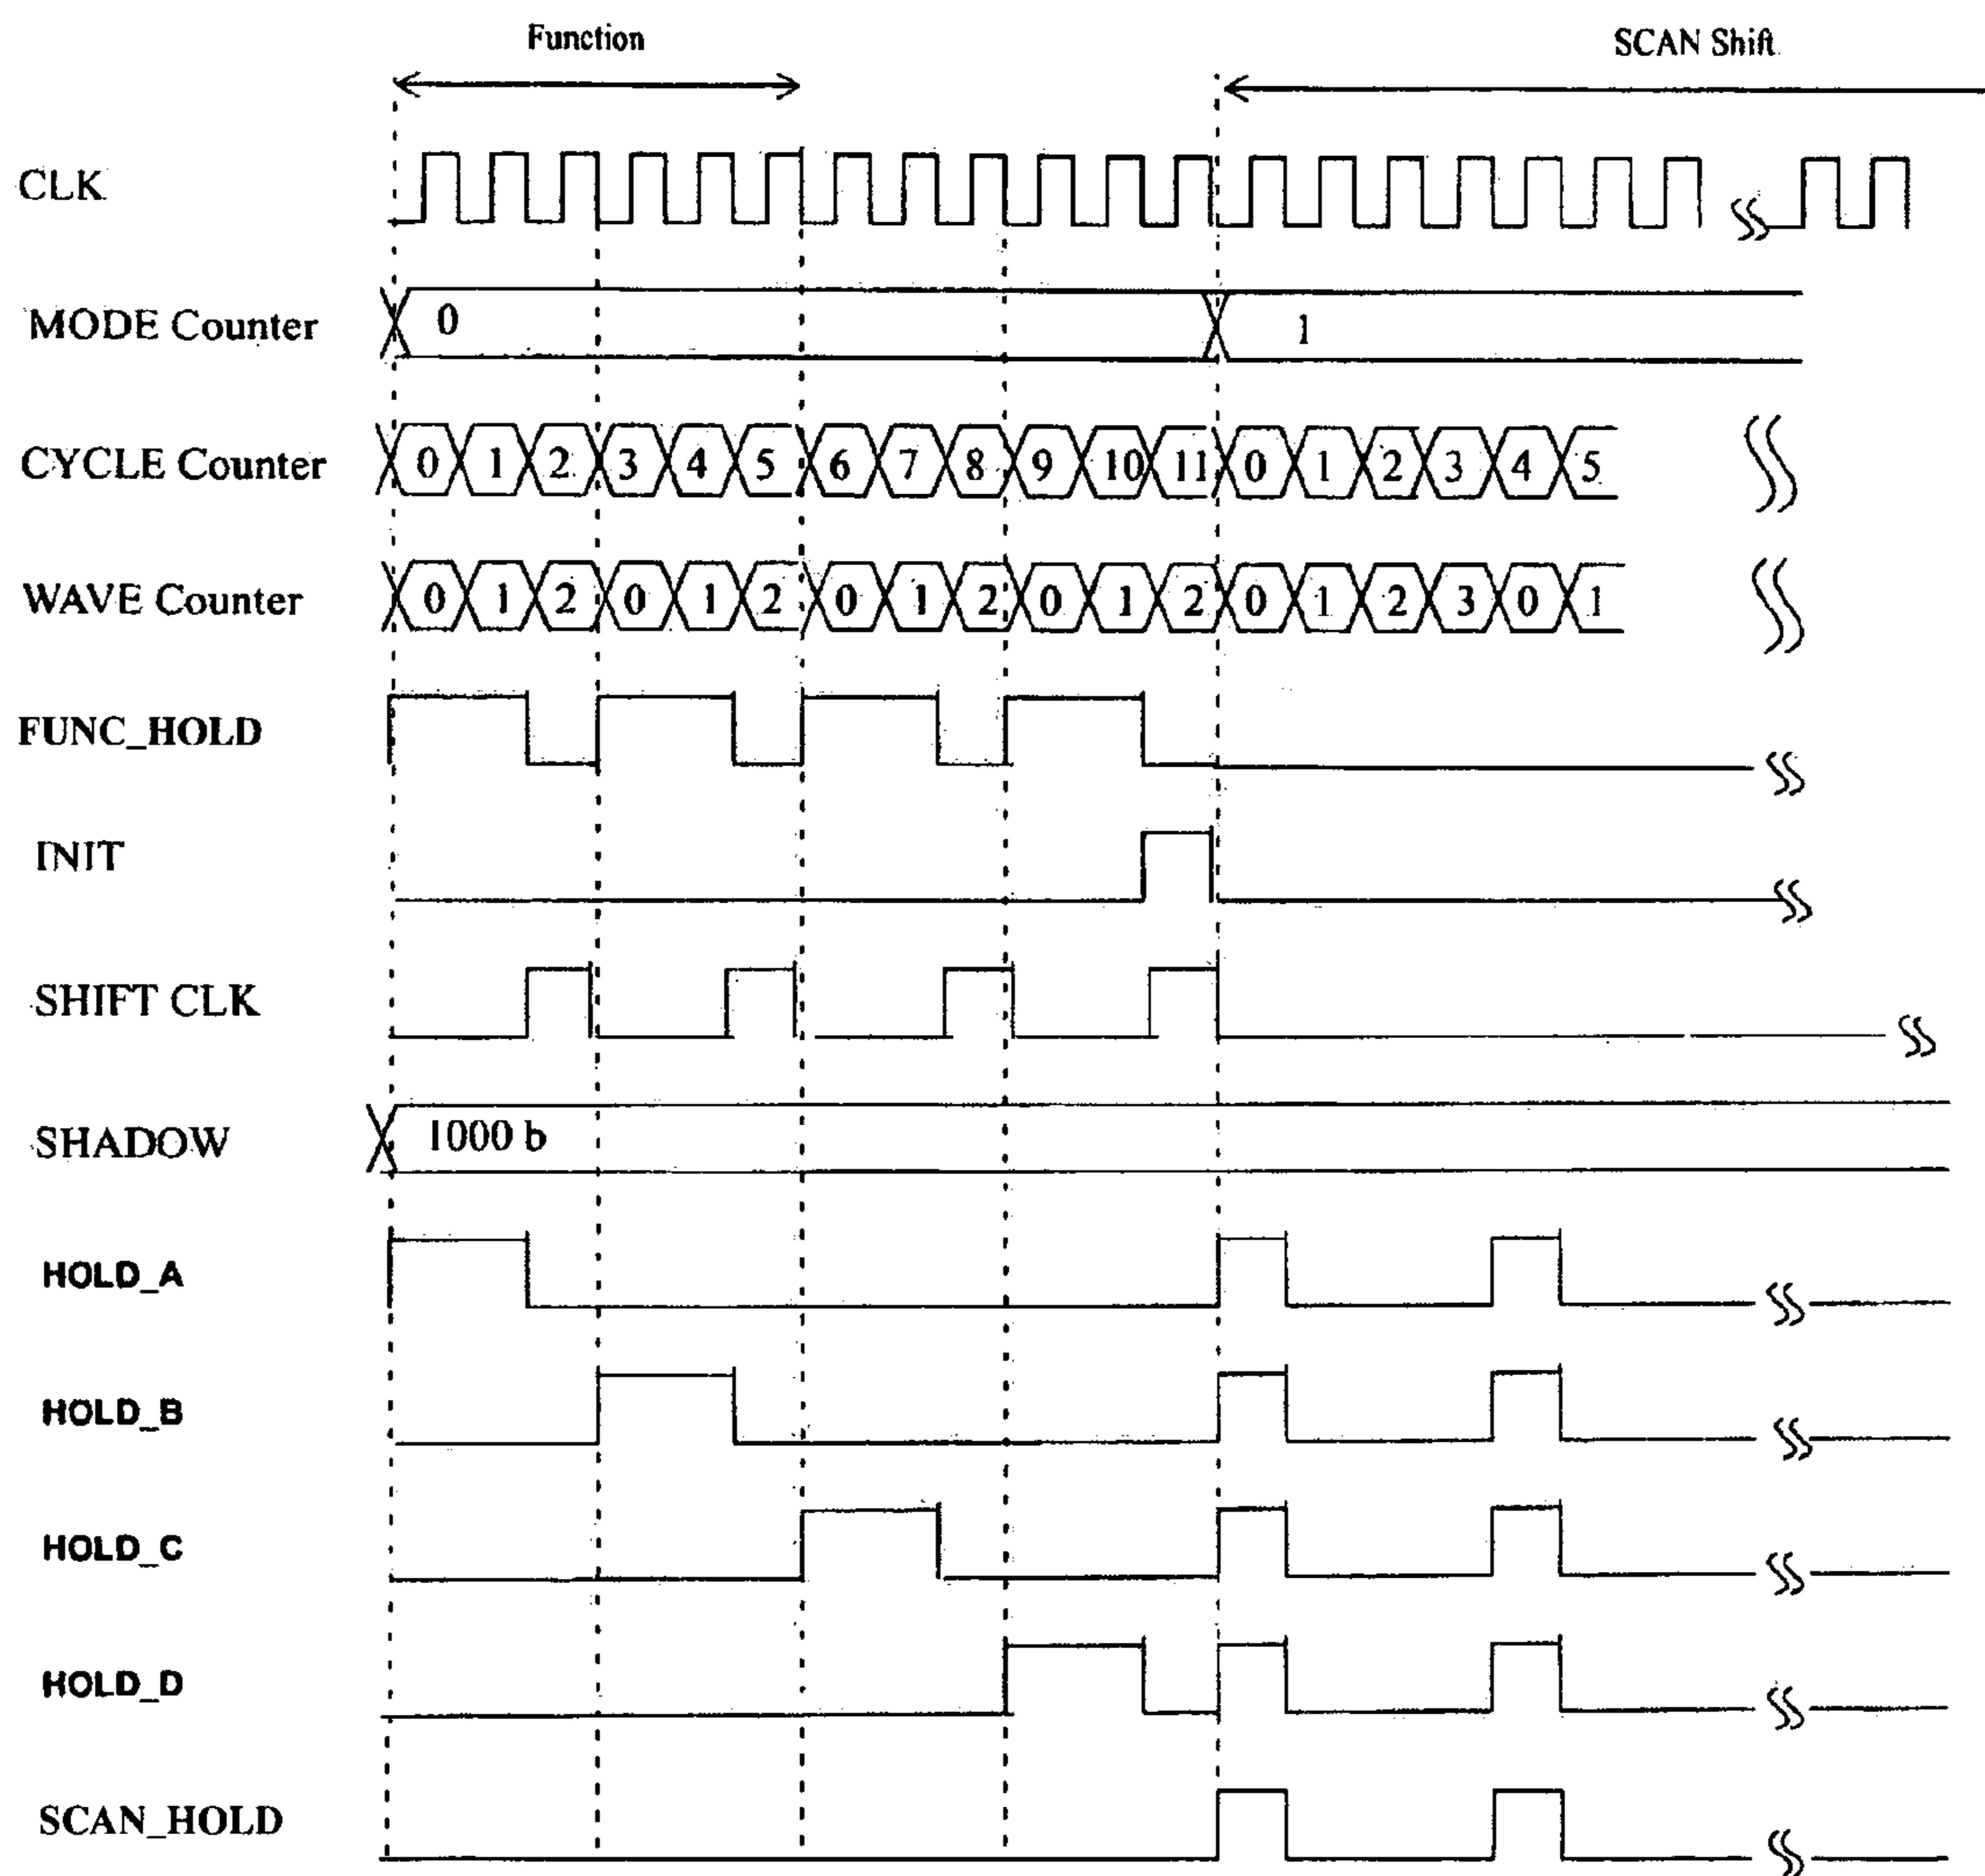 Function SCAN Shift
CLK
MODE Counter 0 1
CYCLE Counter 0 1 2 3 4 5 6 7 8 9 10 11 0 1 2 3 4 5
WAVE Counter 0 1 2 0 1 2 0 1 2 0 1 2 0 1 2 3 0 1
FUNC_HOLD
INIT
SHIFT CLK
SHADOW 1000 b
HOLD_A
HOLD_B
HOLD_C
HOLD_D
SCAN_HOLD